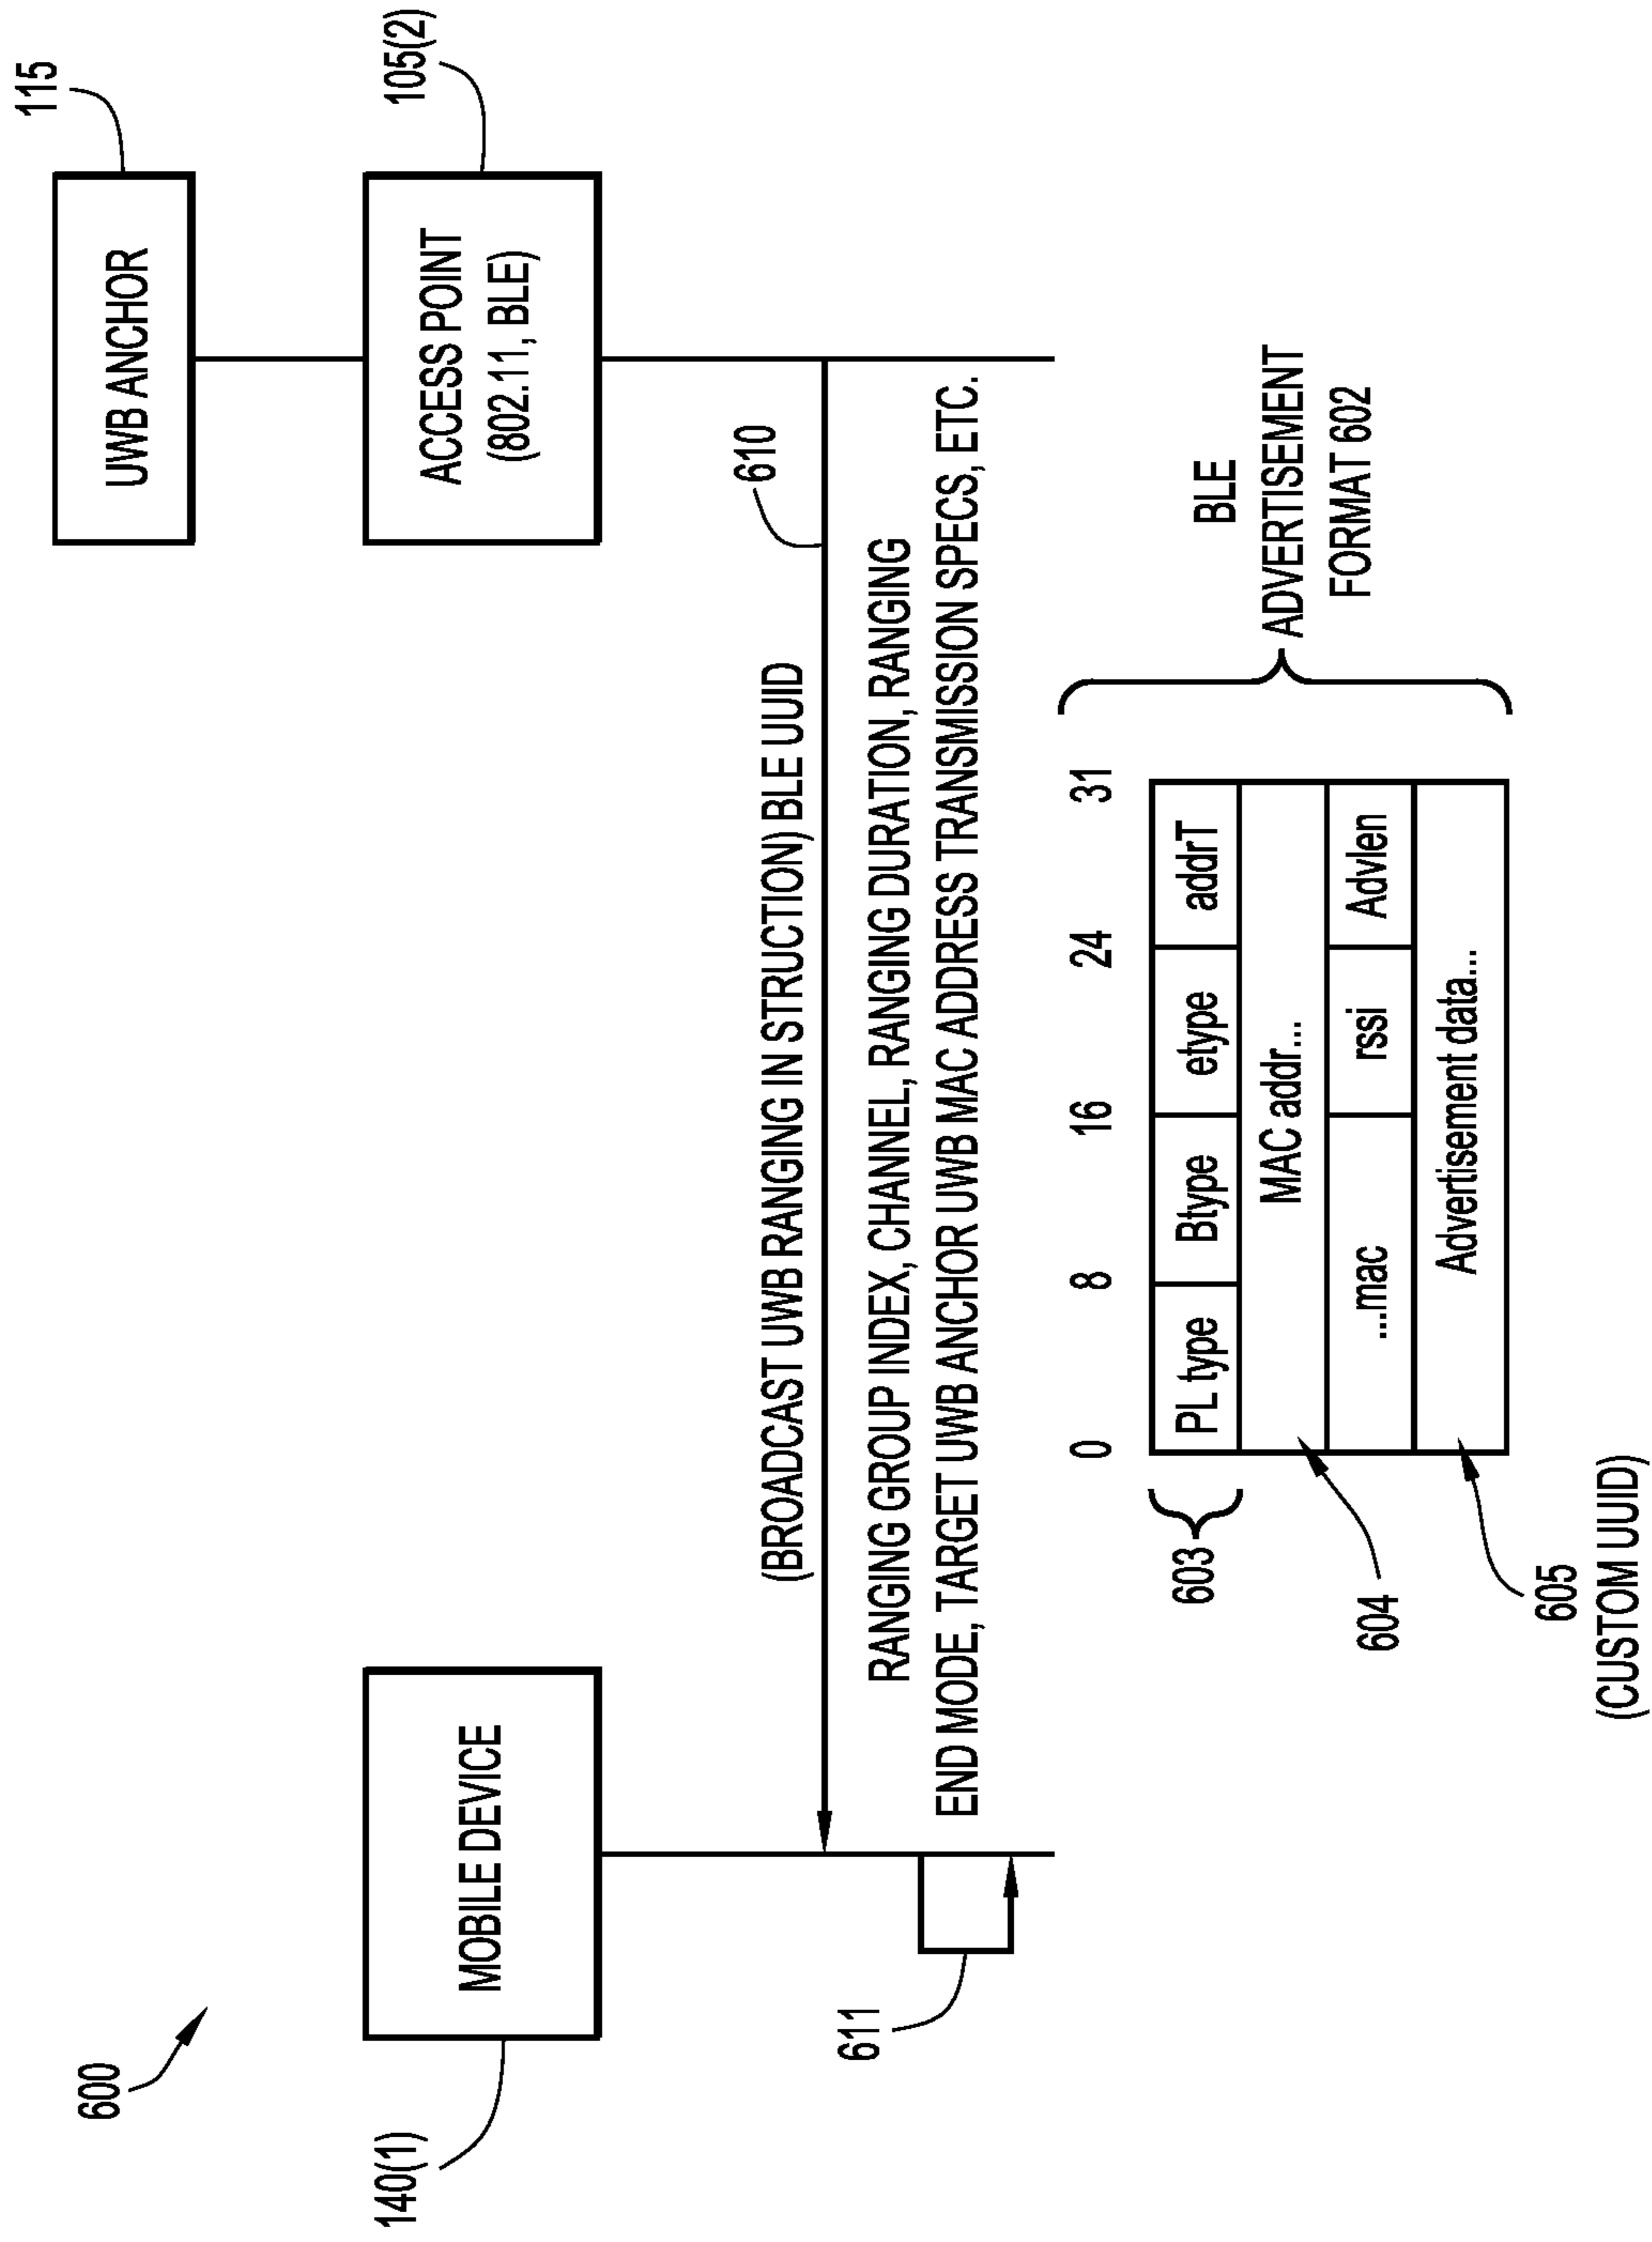 600
115
UWB ANCHOR
140(1)
MOBILE DEVICE
105(2)
ACCESS POINT
(802.11, BLE)
610
(BROADCAST UWB RANGING IN STRUCTION) BLE UUID
611
RANGING GROUP INDEX, CHANNEL, RANGING DURATION, RANGING
END MODE, TARGET UWB ANCHOR UWB MAC ADDRESS TRANSMISSION SPECS, ETC.
0 8 16 24 31
603
PL type Btype etype addrT
MAC addr...
...mac rssi Advlen
Advertisement data...
BLE
ADVERTISEMENT
FORMAT 602
604
605
(CUSTOM UUID)